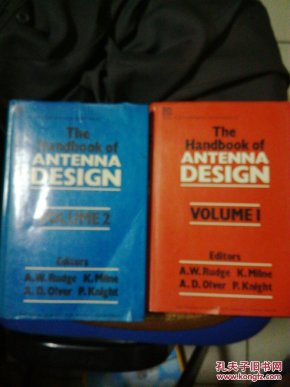 The
Handbook of
ANTENNA
DESIGN
VOLUME 2
Editors
A.W. Rudge K. Milne
A. D. Olver P. Knight
The
Handbook of
ANTENNA
DESIGN
VOLUME 1
Editors
A.W. Rudge K. Milne
A. D. Olver P. Knight
孔夫子旧书网